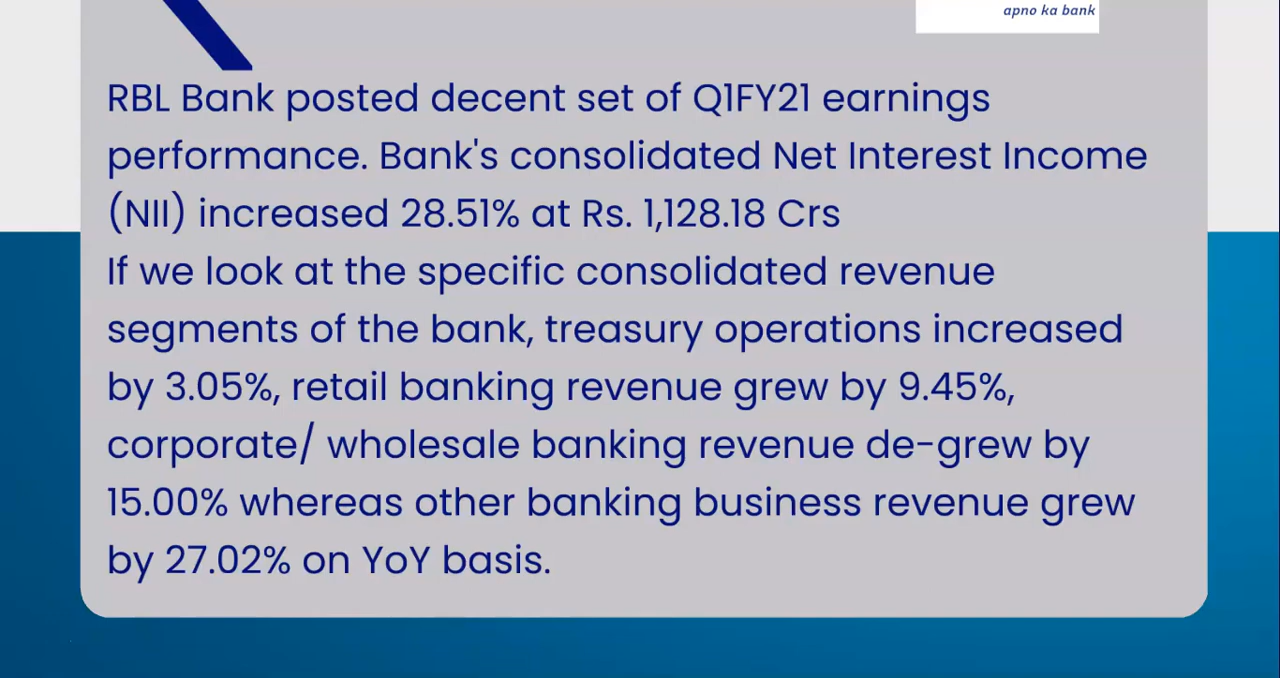 apno ka bank
RBL Bank posted decent set of Q1FY21 earnings
performance. Bank's consolidated Net Interest Income
(NII) increased 28.51% at Rs. 1,128.18 Crs
If we look at the specific consolidated revenue
segments of the bank, treasury operations increased
by 3.05%, retail banking revenue grew by 9.45%,
corporate/ wholesale banking revenue de-grew by
15.00% whereas other banking business revenue grew
by 27.02% on YoY basis.